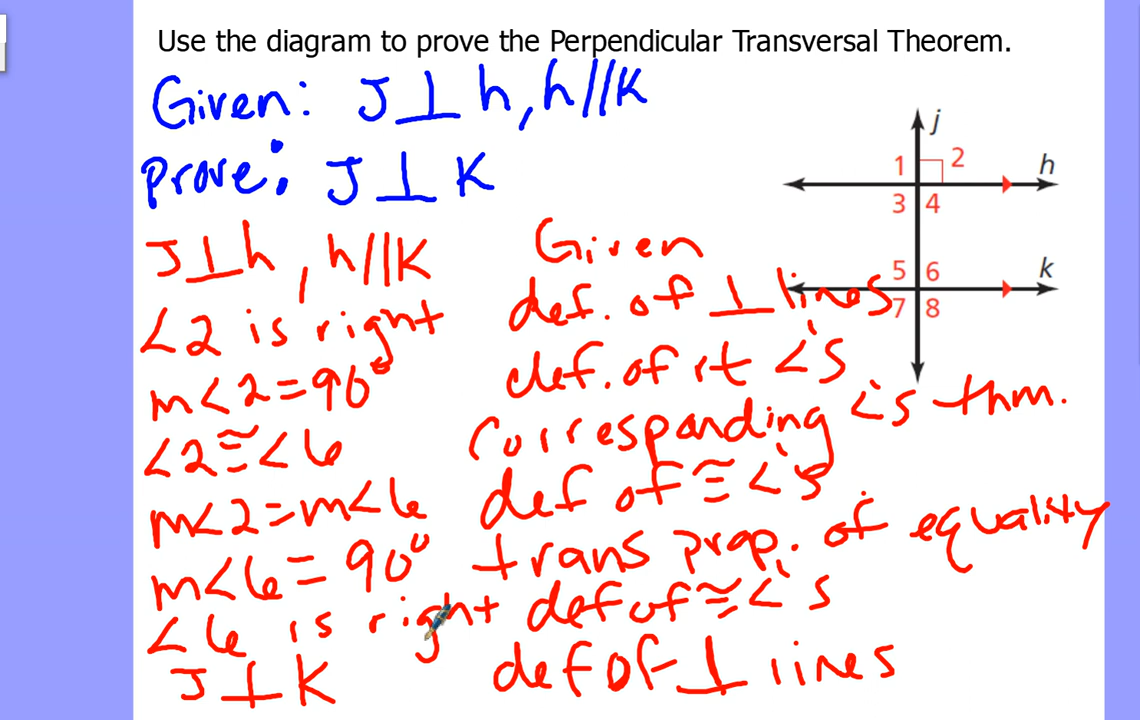 Use the diagram to prove the Perpendicular Transversal Theorem.
Given: J ⊥ h, h//K
Prove: J ⊥ K
J⊥h, h||K Given
∠2 is right def. of ⊥ lines
m∠2=90° def. of rt ∠'s
∠2≅∠6 Corresponding ∠'s thm.
m∠2=m∠6 def of ≅ ∠'s
m∠6=90° trans prop. of equality
∠6 is right def of ≅ ∠'s
J⊥K def of ⊥ lines
j
1 2 h
3 4
5 6 k
7 8